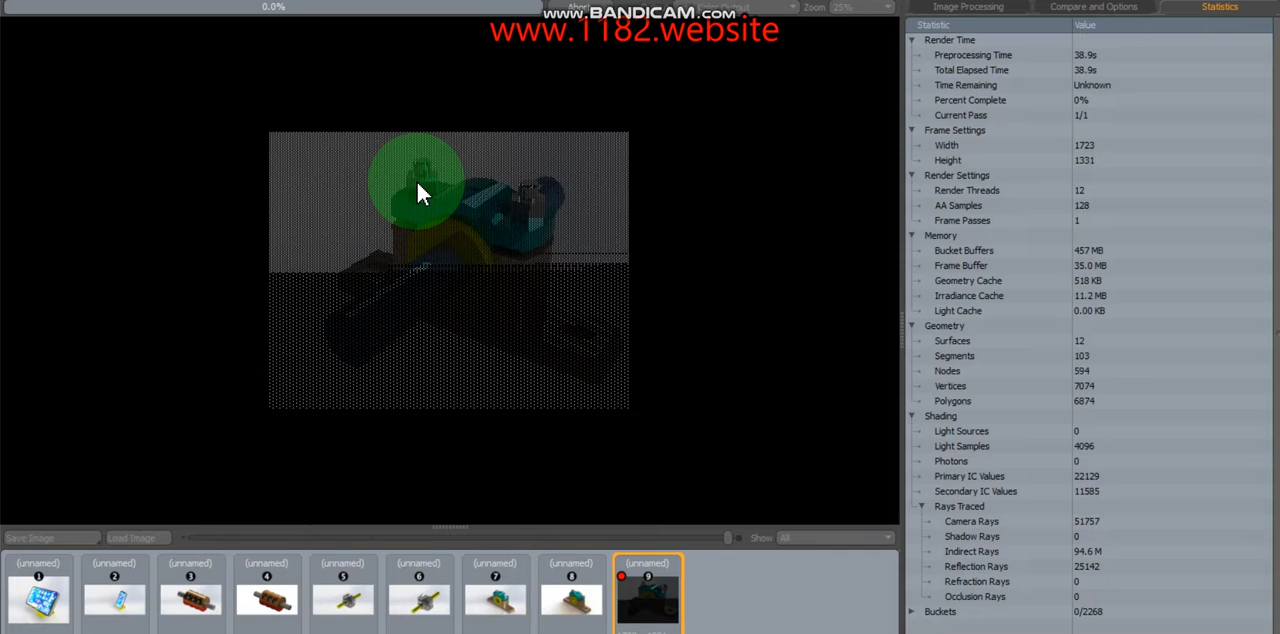 0.0%
www.BANDICAM.com
Zoom 25%
Image Processing Compare and Options Statistics
www.1182.website
Statistic Value
Render Time
Preprocessing Time 38.9s
Total Elapsed Time 38.9s
Time Remaining Unknown
Percent Complete 0%
Current Pass 1/1
Frame Settings
Width 1723
Height 1331
Render Settings
Render Threads 12
AA Samples 128
Frame Passes 1
Memory
Bucket Buffers 457 MB
Frame Buffer 35.0 MB
Geometry Cache 518 KB
Irradiance Cache 11.2 MB
Light Cache 0.00 KB
Geometry
Surfaces 12
Segments 103
Nodes 594
Vertices 7074
Polygons 6874
Shading
Light Sources 0
Light Samples 4096
Photons 0
Primary IC Values 22129
Secondary IC Values 11585
Rays Traced
Camera Rays 51757
Shadow Rays 0
Indirect Rays 94.6 M
Reflection Rays 25142
Refraction Rays 0
Occlusion Rays 0
Buckets 0/2268
Save Image Load Image Show All
(unnamed) (unnamed) (unnamed) (unnamed) (unnamed) (unnamed) (unnamed) (unnamed) (unnamed)
1 2 3 4 5 6 7 8 9